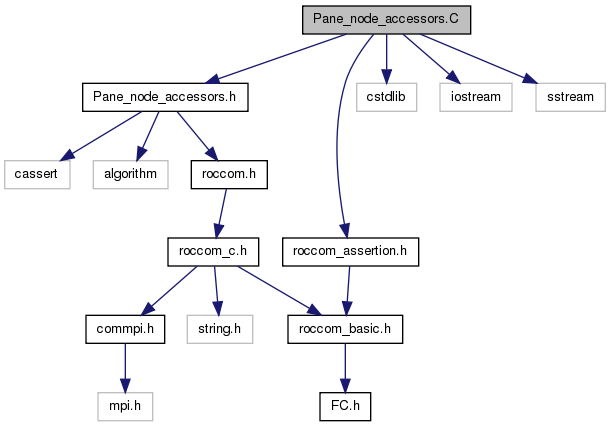 Pane_node_accessors.C
Pane_node_accessors.h
cstdlib
iostream
sstream
cassert
algorithm
roccom.h
roccom_c.h
roccom_assertion.h
commpi.h
string.h
roccom_basic.h
mpi.h
FC.h